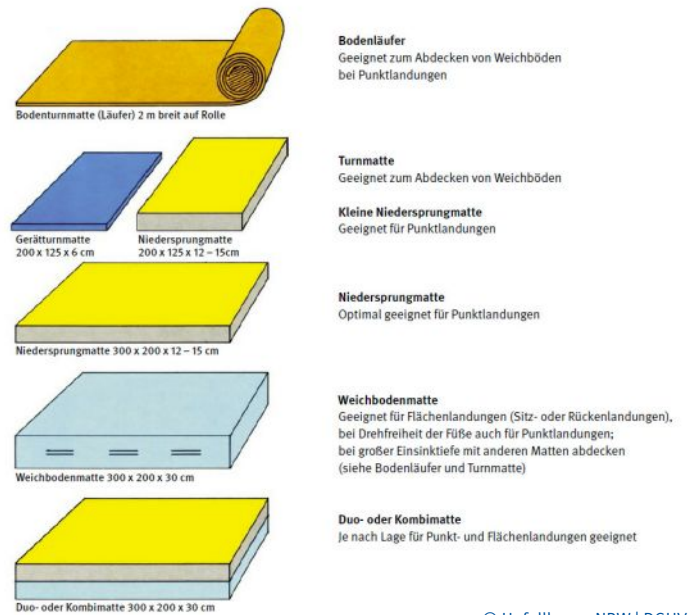 Bodenläufer
Geeignet zum Abdecken von Weichböden
bei Punktlandungen
Bodenturnmatte (Läufer) 2 m breit auf Rolle
Turnmatte
Geeignet zum Abdecken von Weichböden
Kleine Niedersprungmatte
Geeignet für Punktlandungen
Gerätturnmatte
200 x 125 x 6 cm
Niedersprungmatte
200 x 125 x 12 – 15cm
Niedersprungmatte
Optimal geeignet für Punktlandungen
Niedersprungmatte 300 x 200 x 12 – 15 cm
Weichbodenmatte
Geeignet für Flächenlandungen (Sitz- oder Rückenlandungen),
bei Drehfreiheit der Füße auch für Punktlandungen;
bei großer Einsinktiefe mit anderen Matten abdecken
(siehe Bodenläufer und Turnmatte)
Weichbodenmatte 300 x 200 x 30 cm
Duo- oder Kombimatte
Je nach Lage für Punkt- und Flächenlandungen geeignet
Duo- oder Kombimatte 300 x 200 x 30 cm